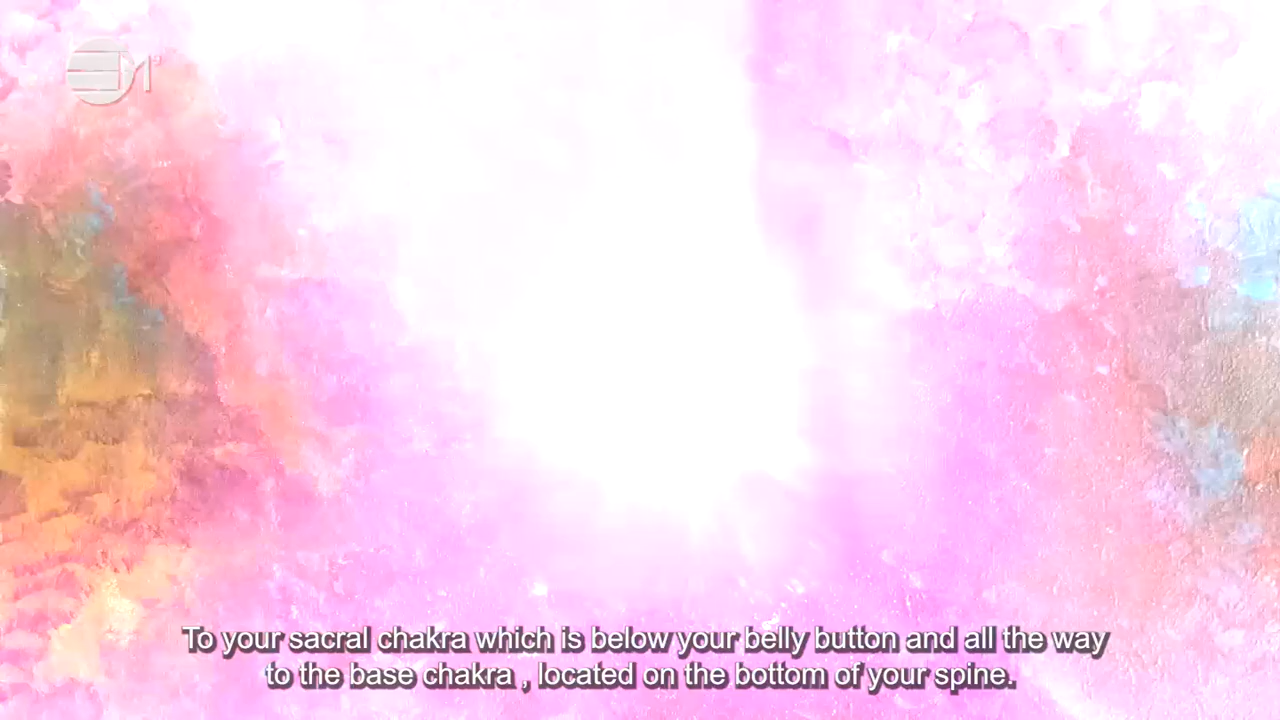 To your sacral chakra which is below your belly button and all the way
to the base chakra , located on the bottom of your spine.